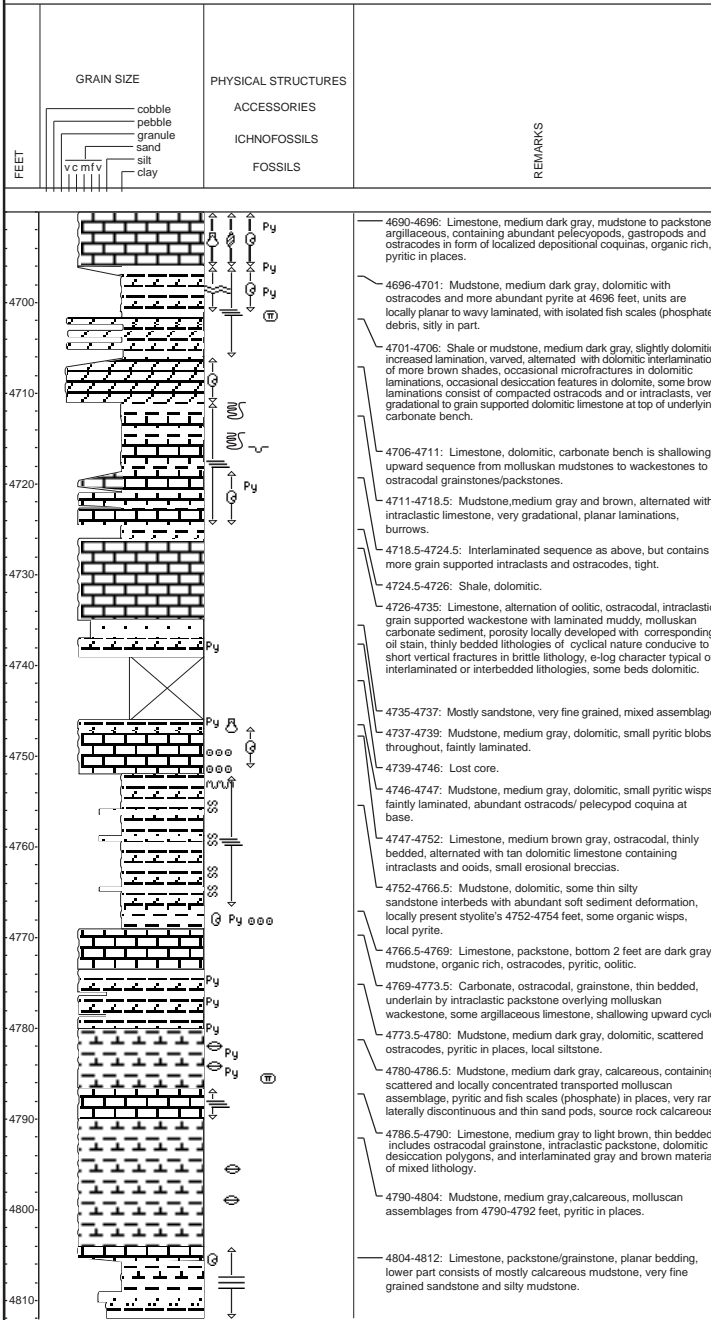 GRAIN SIZE
cobble
pebble
granule
sand
silt
clay
v c m f v
FEET
PHYSICAL STRUCTURES
ACCESSORIES
ICHNOFOSSILS
FOSSILS
REMARKS
4700
4710
4720
4730
4740
4750
4760
4770
4780
4790
4800
4810
Py
Py
Py
π
Py
Py
Py
Py
Py
Py
Py
Py
Py
π
4690-4696: Limestone, medium dark gray, mudstone to packstone
argillaceous, containing abundant pelecyopods, gastropods and
ostracodes in form of localized depositional coquinas, organic rich,
pyritic in places.
4696-4701: Mudstone, medium dark gray, dolomitic with
ostracodes and more abundant pyrite at 4696 feet, units are
locally planar to wavy laminated, with isolated fish scales (phosphate
debris, sitly in part.
4701-4706: Shale or mudstone, medium dark gray, slightly dolomitic
increased lamination, varved, alternated with dolomitic interlaminatio
of more brown shades, occasional microfractures in dolomitic
laminations, occasional desiccation features in dolomite, some brow
laminations consist of compacted ostracods and or intraclasts, ver
gradational to grain supported dolomitic limestone at top of underlyin
carbonate bench.
4706-4711: Limestone, dolomitic, carbonate bench is shallowing
upward sequence from molluskan mudstones to wackestones to
ostracodal grainstones/packstones.
4711-4718.5: Mudstone,medium gray and brown, alternated with
intraclastic limestone, very gradational, planar laminations,
burrows.
4718.5-4724.5: Interlaminated sequence as above, but contains
more grain supported intraclasts and ostracodes, tight.
4724.5-4726: Shale, dolomitic.
4726-4735: Limestone, alternation of oolitic, ostracodal, intraclastic
grain supported wackestone with laminated muddy, molluskan
carbonate sediment, porosity locally developed with corresponding
oil stain, thinly bedded lithologies of cyclical nature conducive to
short vertical fractures in brittle lithology, e-log character typical o
interlaminated or interbedded lithologies, some beds dolomitic.
4735-4737: Mostly sandstone, very fine grained, mixed assemblag
4737-4739: Mudstone, medium gray, dolomitic, small pyritic blobs
throughout, faintly laminated.
4739-4746: Lost core.
4746-4747: Mudstone, medium gray, dolomitic, small pyritic wisps
faintly laminated, abundant ostracods/ pelecypod coquina at
base.
4747-4752: Limestone, medium brown gray, ostracodal, thinly
bedded, alternated with tan dolomitic limestone containing
intraclasts and ooids, small erosional breccias.
4752-4766.5: Mudstone, dolomitic, some thin silty
sandstone interbeds with abundant soft sediment deformation,
locally present styolite's 4752-4754 feet, some organic wisps,
local pyrite.
4766.5-4769: Limestone, packstone, bottom 2 feet are dark gray
mudstone, organic rich, ostracodes, pyritic, oolitic.
4769-4773.5: Carbonate, ostracodal, grainstone, thin bedded,
underlain by intraclastic packstone overlying molluskan
wackestone, some argillaceous limestone, shallowing upward cycle
4773.5-4780: Mudstone, medium dark gray, dolomitic, scattered
ostracodes, pyritic in places, local siltstone.
4780-4786.5: Mudstone, medium dark gray, calcareous, containing
scattered and locally concentrated transported molluscan
assemblage, pyritic and fish scales (phosphate) in places, very rar
laterally discontinuous and thin sand pods, source rock calcareous
4786.5-4790: Limestone, medium gray to light brown, thin bedded
includes ostracodal grainstone, intraclastic packstone, dolomitic
desiccation polygons, and interlaminated gray and brown materia
of mixed lithology.
4790-4804: Mudstone, medium gray,calcareous, molluscan
assemblages from 4790-4792 feet, pyritic in places.
4804-4812: Limestone, packstone/grainstone, planar bedding,
lower part consists of mostly calcareous mudstone, very fine
grained sandstone and silty mudstone.